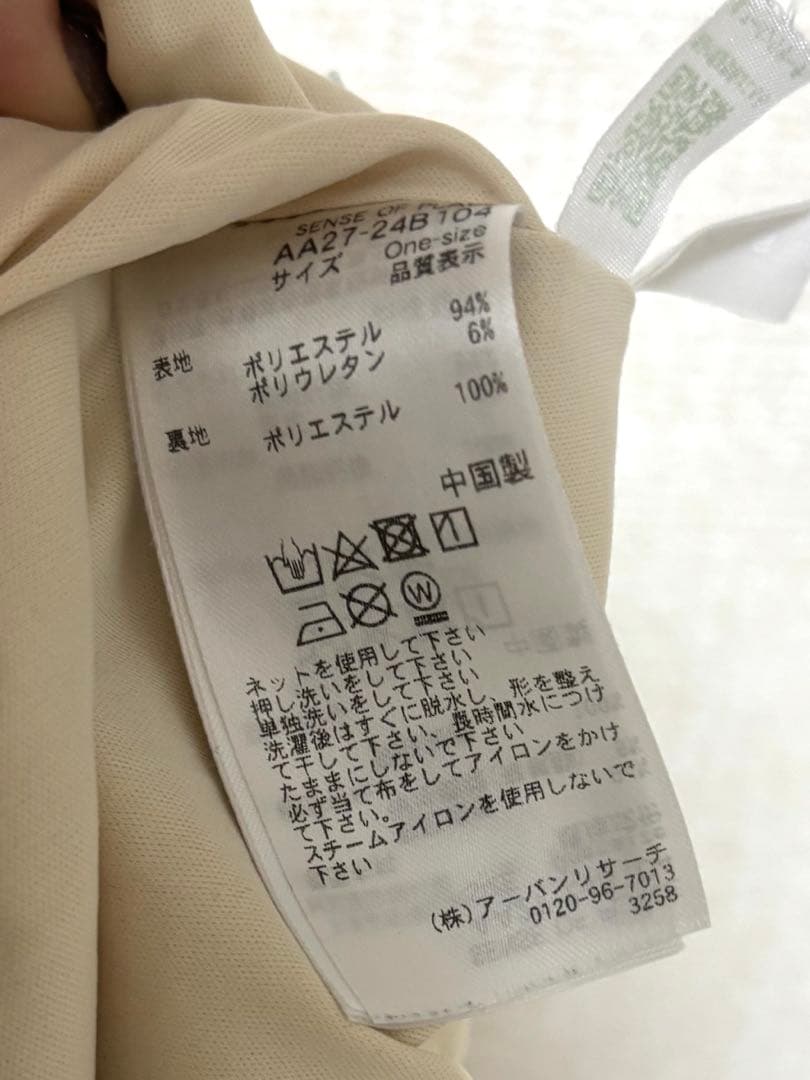 SENSE OF
AA27-24B104
サイズ One-size
品質表示
表地 ポリエステル 94%
ポリウレタン 6%
裏地 ポリエステル 100%
中国製
W
ネットを使用して下さい
押し洗いをして下さい
単独洗いをして下さい
洗濯後はすぐに脱水し、形を整え
て干して下さい、長時間水につけ
たままにしないで下さい
必ず当て布をしてアイロンをかけ
て下さい。
スチームアイロンを使用しないで
下さい
(株)アーバンリサーチ
0120-96-7013
3258